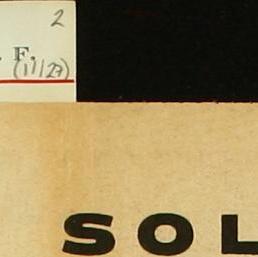 2
. F.
(11/27)
SOL